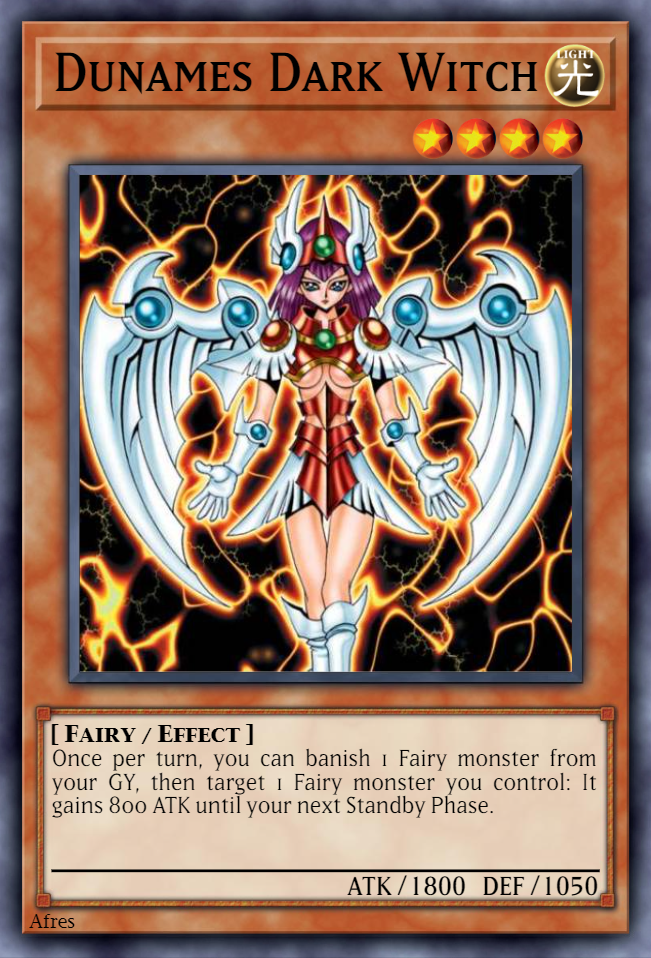 Dunames Dark Witch
LIGHT
光
[ Fairy / Effect ]
Once per turn, you can banish 1 Fairy monster from
your GY, then target 1 Fairy monster you control: It
gains 800 ATK until your next Standby Phase.
ATK / 1800 DEF / 1050
Afres